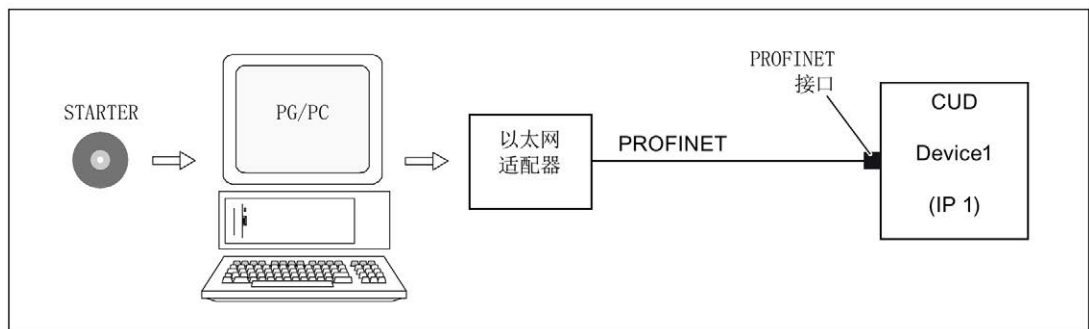 STARTER
PG/PC
以太网
适配器
PROFINET
PROFINET
接口
CUD
Device1
(IP 1)